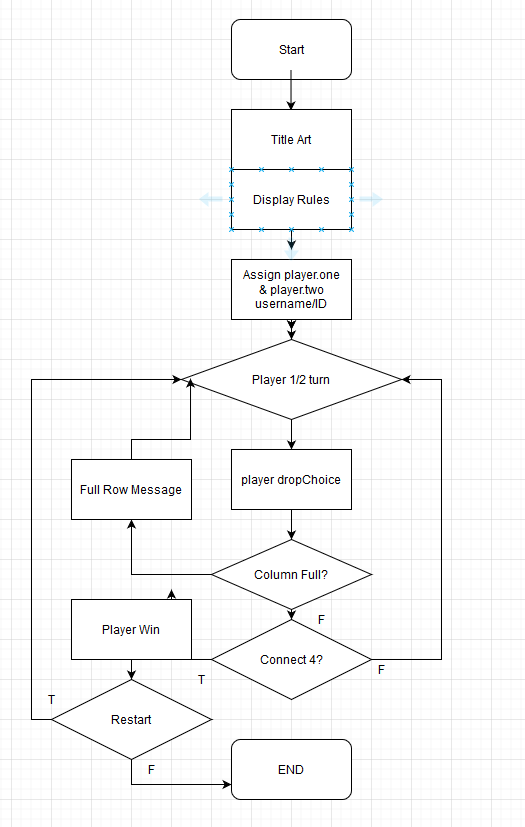 Start
Title Art
Display Rules
Assign player.one
& player.two
username/ID
Player 1/2 turn
player dropChoice
Full Row Message
Column Full?
F
Player Win
Connect 4?
T
F
T
Restart
F
END